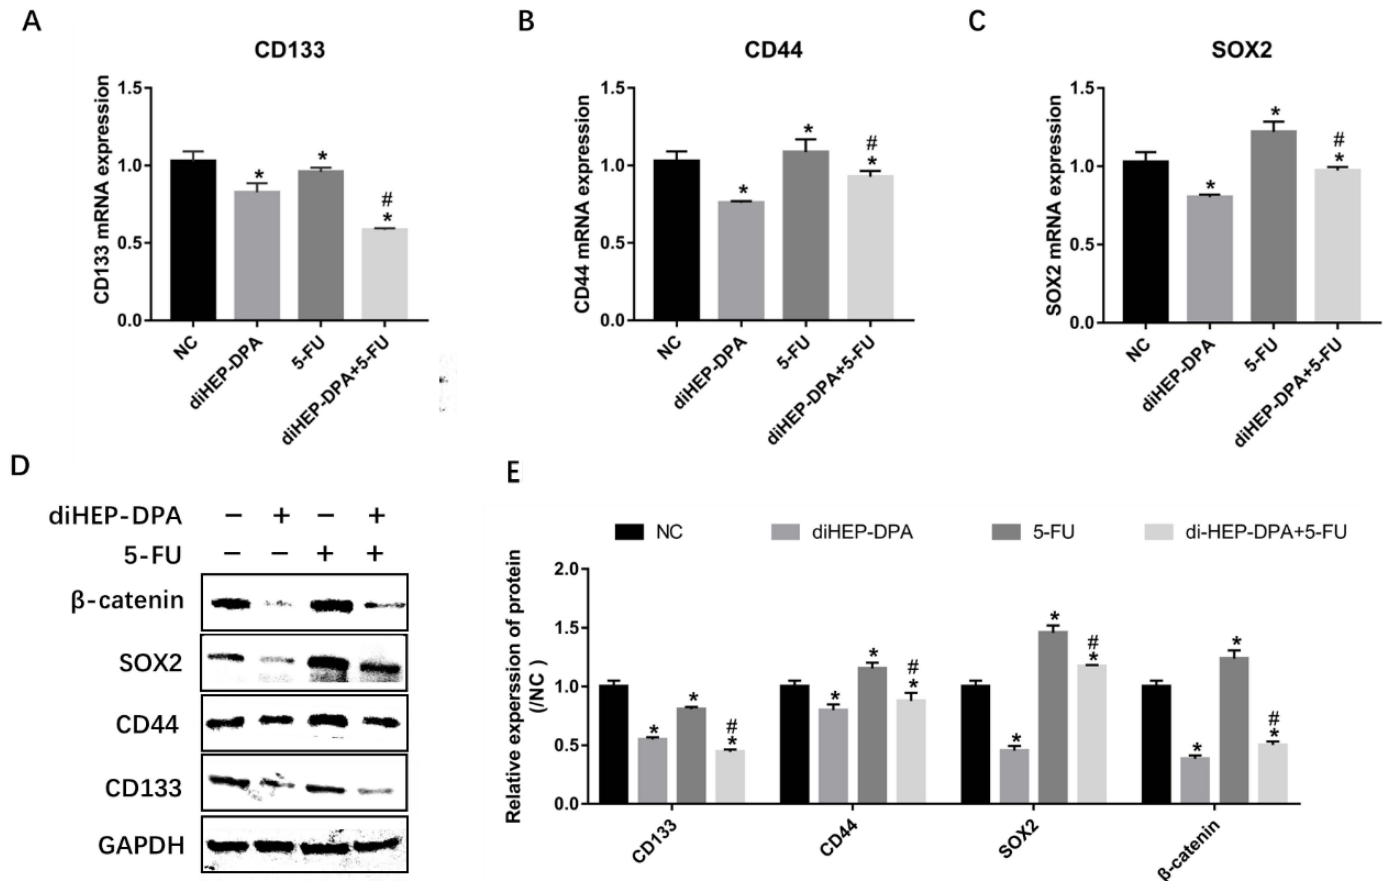 A
CD133
CD133 mRNA expression
1.5
1.0
0.5
0.0
*
*
#
*
NC
diHEP-DPA
5-FU
diHEP-DPA+5-FU
B
CD44
CD44 mRNA expression
1.5
1.0
0.5
0.0
*
*
#
*
NC
diHEP-DPA
5-FU
diHEP-DPA+5-FU
C
SOX2
SOX2 mRNA expression
1.5
1.0
0.5
0.0
*
*
#
*
NC
diHEP-DPA
5-FU
diHEP-DPA+5-FU
D
diHEP-DPA − + − +
5-FU − − + +
β-catenin
SOX2
CD44
CD133
GAPDH
E
NC diHEP-DPA 5-FU di-HEP-DPA+5-FU
Relative experssion of protein
(/NC )
2.0
1.5
1.0
0.5
0.0
*
*
#
*
*
*
#
*
*
*
#
*
*
*
#
*
CD133
CD44
SOX2
β-catenin